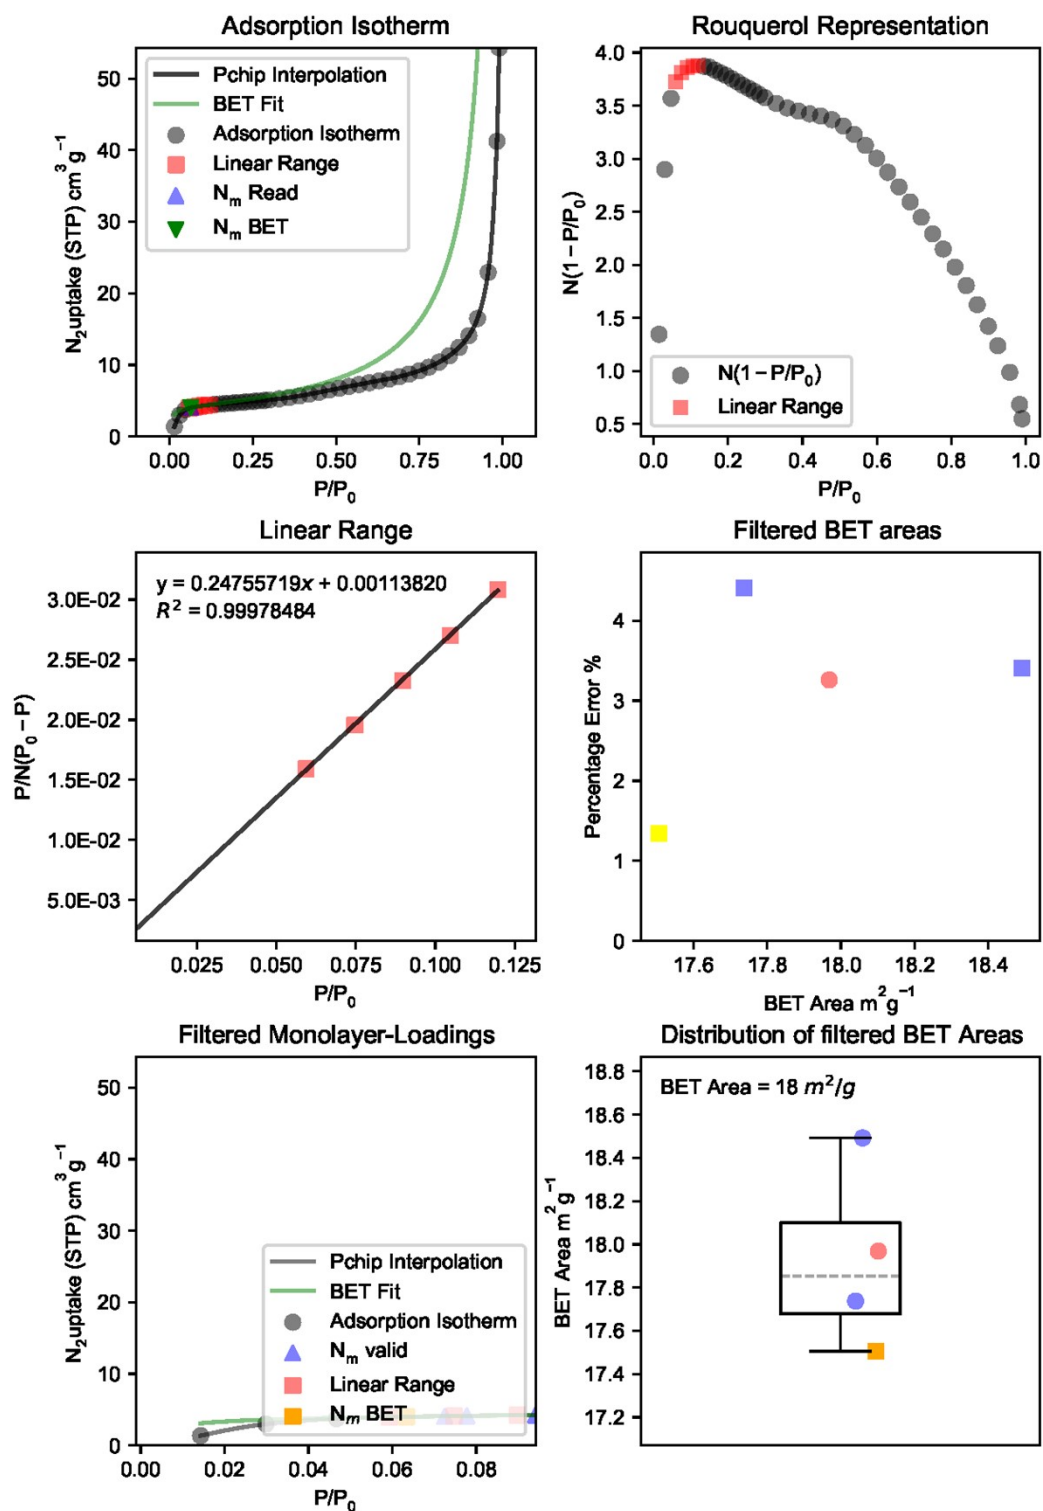 Adsorption Isotherm
N₂uptake (STP) cm³g⁻¹
50
40
30
20
10
0
Pchip Interpolation
BET Fit
Adsorption Isotherm
Linear Range
Nₘ Read
Nₘ BET
0.00 0.25 0.50 0.75 1.00
P/P₀
Rouquerol Representation
N(1−P/P₀)
4.0
3.5
3.0
2.5
2.0
1.5
1.0
0.5
N(1−P/P₀)
Linear Range
0.0 0.2 0.4 0.6 0.8 1.0
P/P₀
Linear Range
P/N(P₀−P)
y = 0.24755719x + 0.00113820
R² = 0.99978484
3.0E-02
2.5E-02
2.0E-02
1.5E-02
1.0E-02
5.0E-03
0.025 0.050 0.075 0.100 0.125
P/P₀
Filtered BET areas
Percentage Error %
4
3
2
1
0
17.6 17.8 18.0 18.2 18.4
BET Area m²g⁻¹
Filtered Monolayer-Loadings
N₂uptake (STP) cm³g⁻¹
50
40
30
20
10
0
Pchip Interpolation
BET Fit
Adsorption Isotherm
Nₘ valid
Linear Range
Nₘ BET
0.00 0.02 0.04 0.06 0.08
P/P₀
Distribution of filtered BET Areas
BET Area m²g⁻¹
BET Area = 18 m²/g
18.8
18.6
18.4
18.2
18.0
17.8
17.6
17.4
17.2